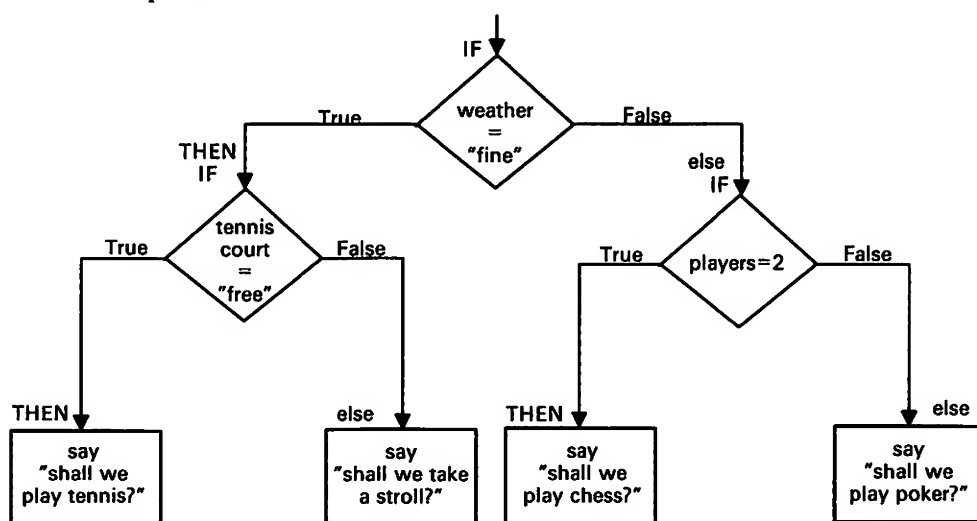 IF
weather
=
"fine"
True
False
THEN
IF
else
IF
tennis
court
=
"free"
True
False
players=2
True
False
THEN
else
THEN
else
say
"shall we
play tennis?"
say
"shall we take
a stroll?"
say
"shall we
play chess?"
say
"shall we
play poker?"